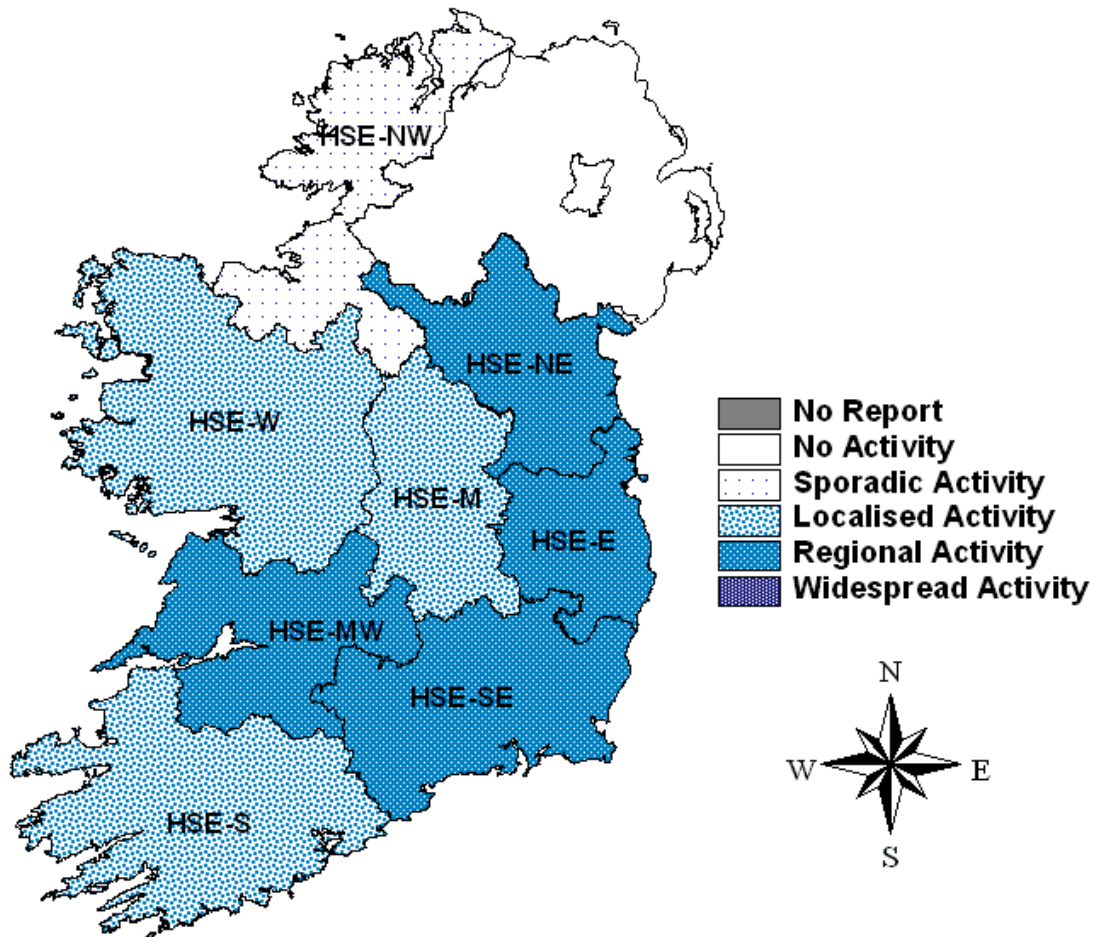 HSE-NW
HSE-NE
HSE-W
HSE-M
HSE-E
HSE-MW
HSE-SE
HSE-S
No Report
No Activity
Sporadic Activity
Localised Activity
Regional Activity
Widespread Activity
N
W E
S